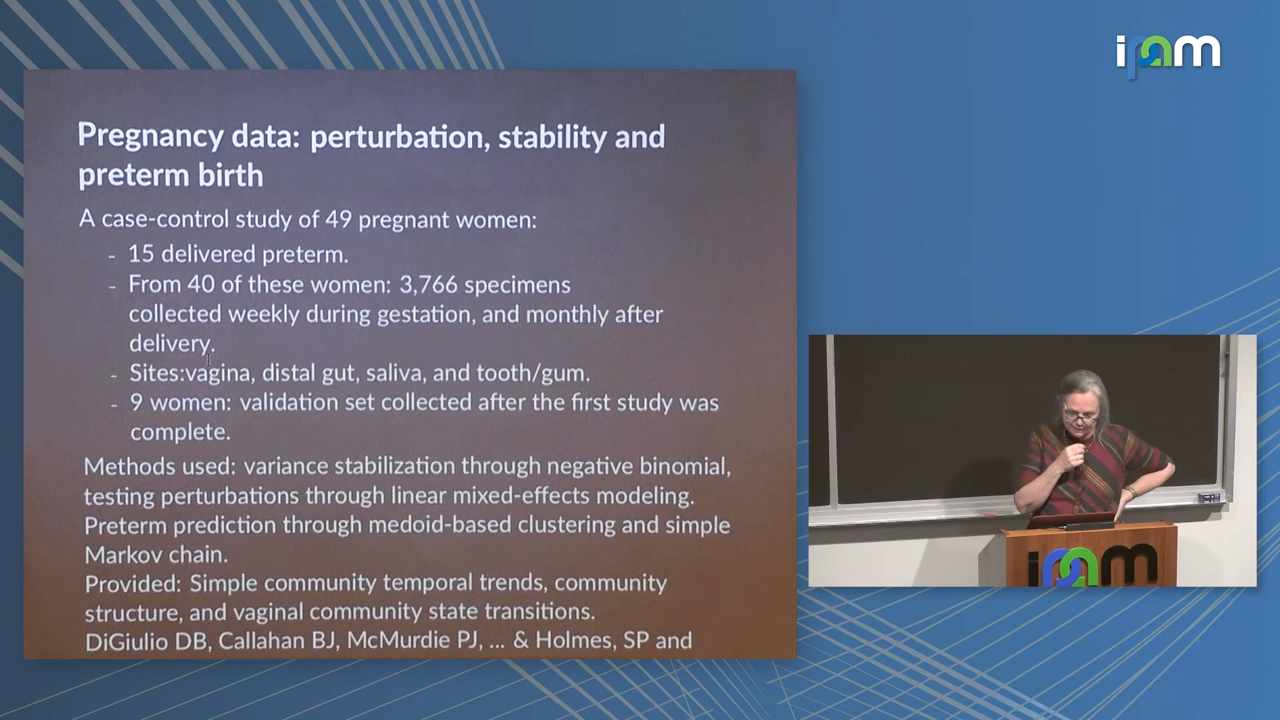 ipam
Pregnancy data: perturbation, stability and
preterm birth
A case-control study of 49 pregnant women:
- 15 delivered preterm.
- From 40 of these women: 3,766 specimens
collected weekly during gestation, and monthly after
delivery.
- Sites:vagina, distal gut, saliva, and tooth/gum.
- 9 women: validation set collected after the first study was
complete.
Methods used: variance stabilization through negative binomial,
testing perturbations through linear mixed-effects modeling.
Preterm prediction through medoid-based clustering and simple
Markov chain.
Provided: Simple community temporal trends, community
structure, and vaginal community state transitions.
DiGiulio DB, Callahan BJ, McMurdie PJ, ... & Holmes, SP and
ipam